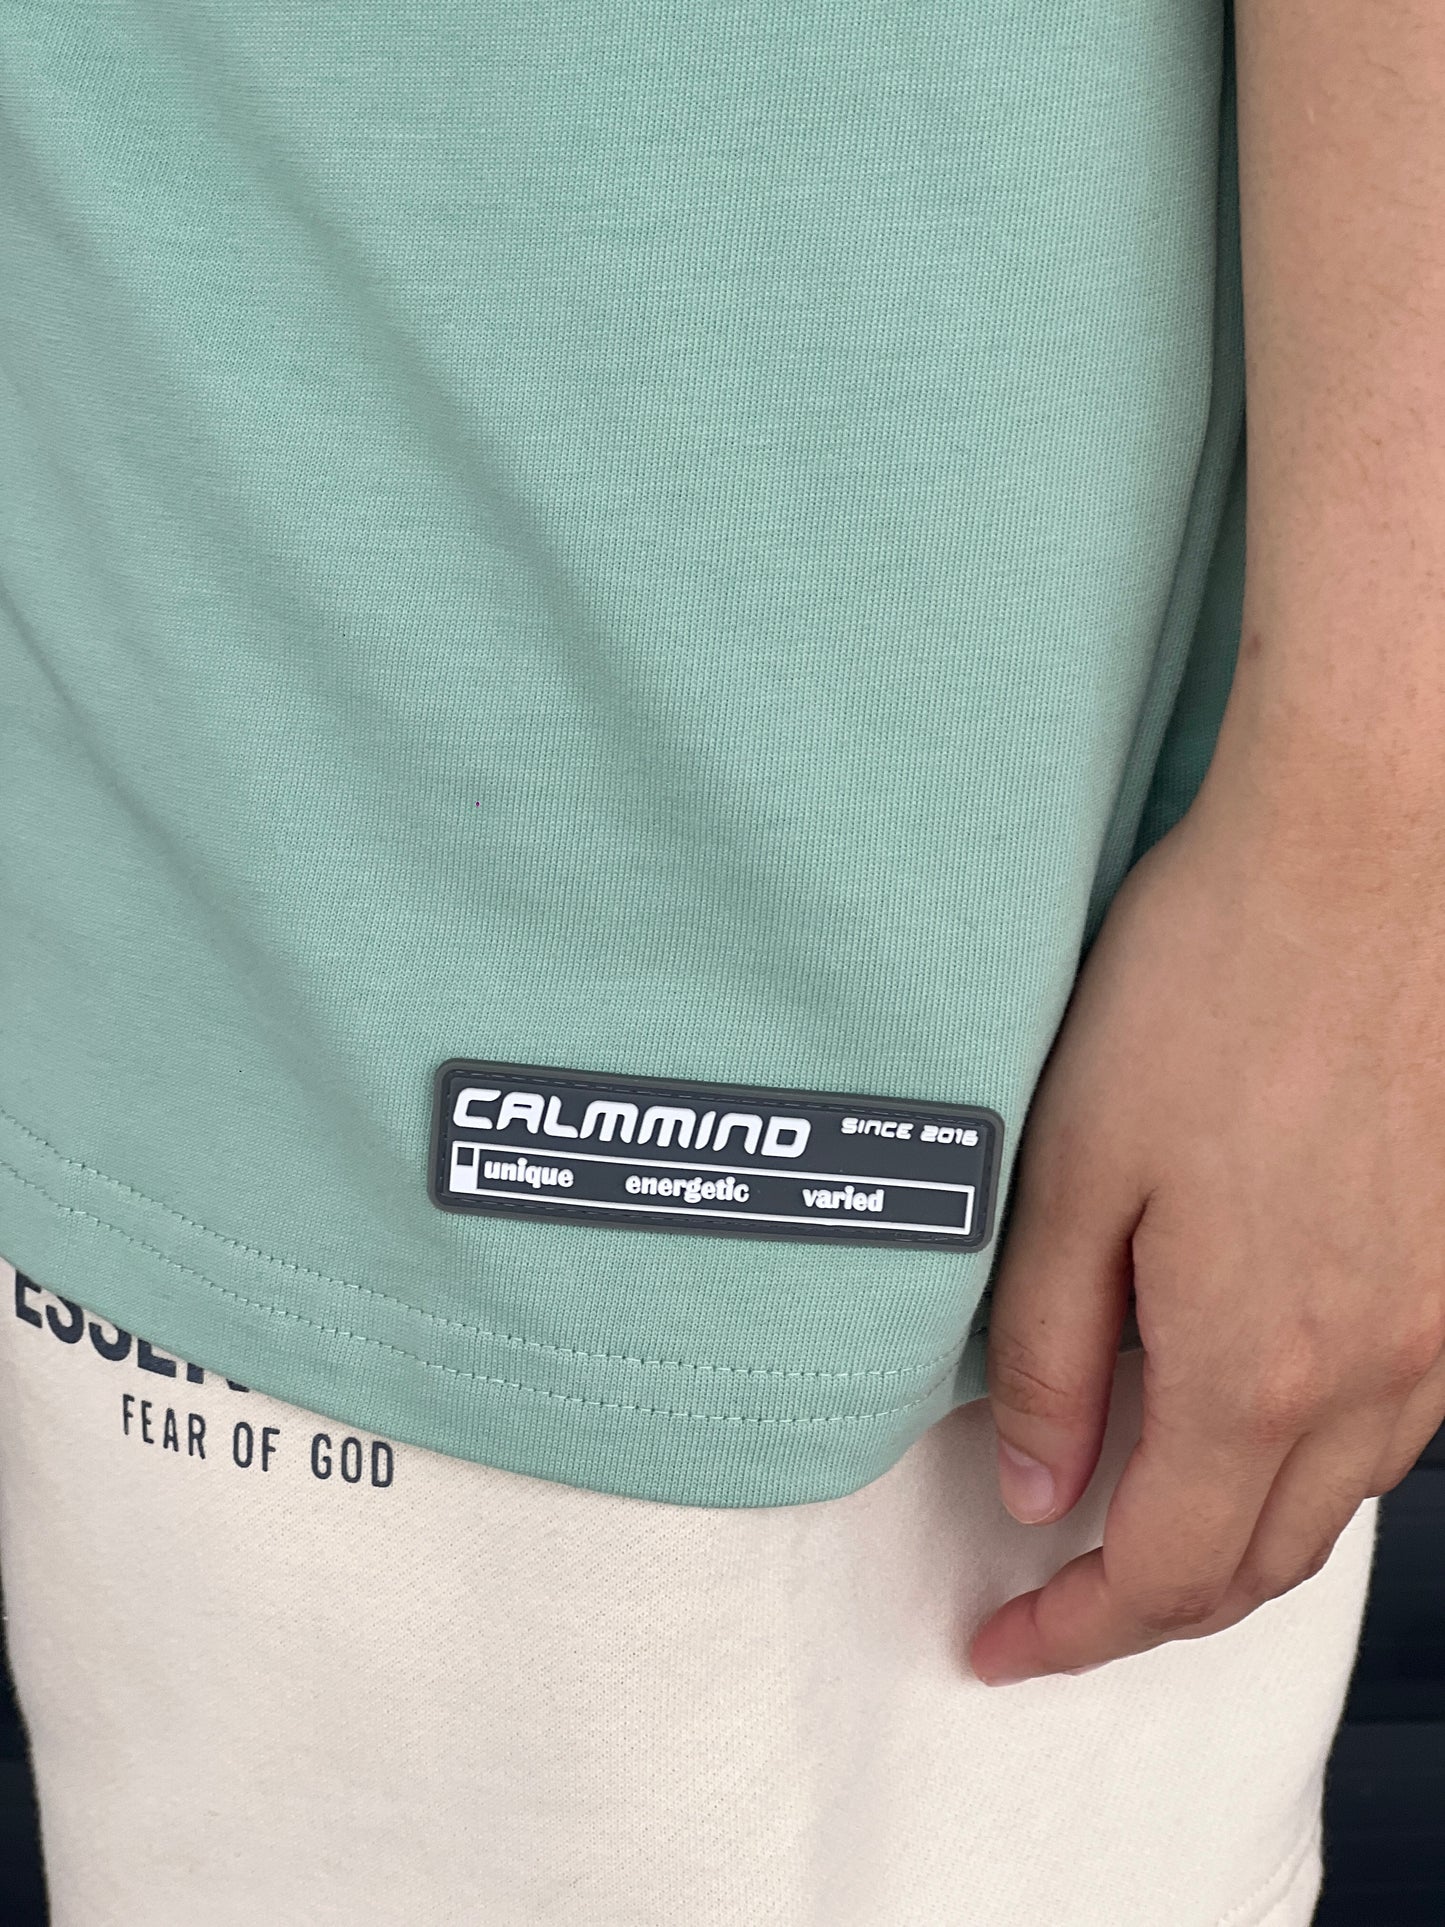 CALMMIND SINCE 2016
unique energetic varied
FEAR OF GOD